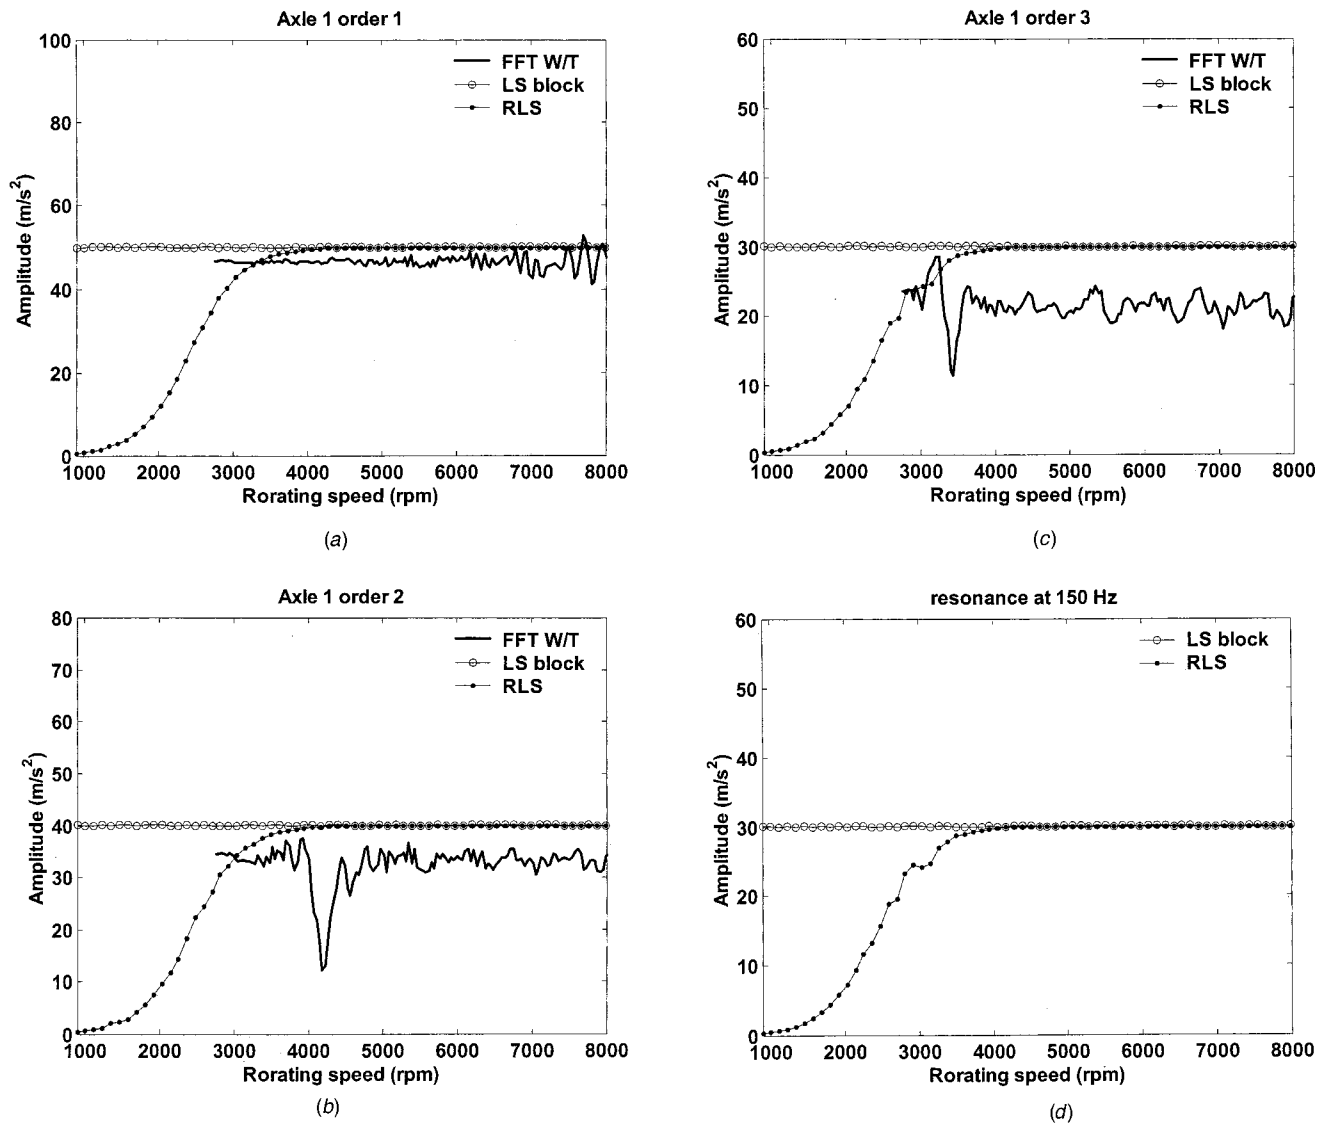 Axle 1 order 1
100
80
60
40
20
0
Amplitude (m/s²)
FFT W/T
LS block
RLS
1000 2000 3000 4000 5000 6000 7000 8000
Rorating speed (rpm)
(a)
Axle 1 order 3
60
50
40
30
20
10
0
Amplitude (m/s²)
FFT W/T
LS block
RLS
1000 2000 3000 4000 5000 6000 7000 8000
Rorating speed (rpm)
(c)
Axle 1 order 2
80
70
60
50
40
30
20
10
0
Amplitude (m/s²)
FFT W/T
LS block
RLS
1000 2000 3000 4000 5000 6000 7000 8000
Rorating speed (rpm)
(b)
resonance at 150 Hz
60
50
40
30
20
10
0
Amplitude (m/s²)
LS block
RLS
1000 2000 3000 4000 5000 6000 7000 8000
Rorating speed (rpm)
(d)